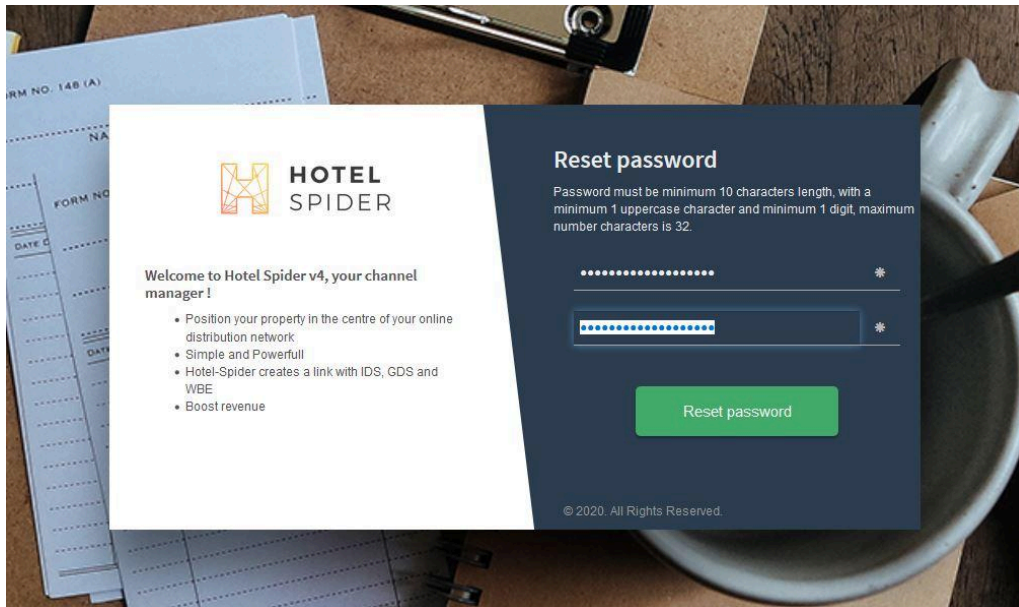 FORM NO. 148 (A)
NA
FORM NO
DATE
HOTEL
SPIDER
Welcome to Hotel Spider v4, your channel
manager !
• Position your property in the centre of your online
distribution network
• Simple and Powerfull
• Hotel-Spider creates a link with IDS, GDS and
WBE
• Boost revenue
Reset password
Password must be minimum 10 characters length, with a
minimum 1 uppercase character and minimum 1 digit, maximum
number characters is 32.
•••••••••••••••••••
•••••••••••••••••••
Reset password
© 2020. All Rights Reserved.